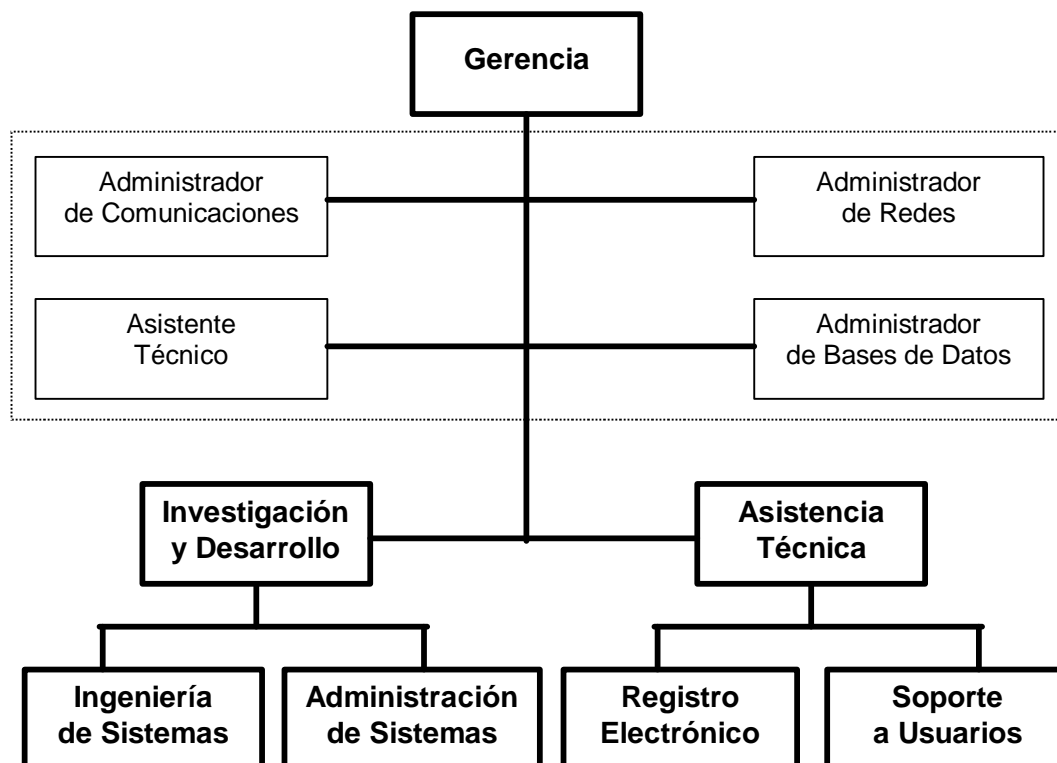 Gerencia
Administrador
de Comunicaciones
Administrador
de Redes
Asistente
Técnico
Administrador
de Bases de Datos
Investigación
y Desarrollo
Asistencia
Técnica
Ingeniería
de Sistemas
Administración
de Sistemas
Registro
Electrónico
Soporte
a Usuarios